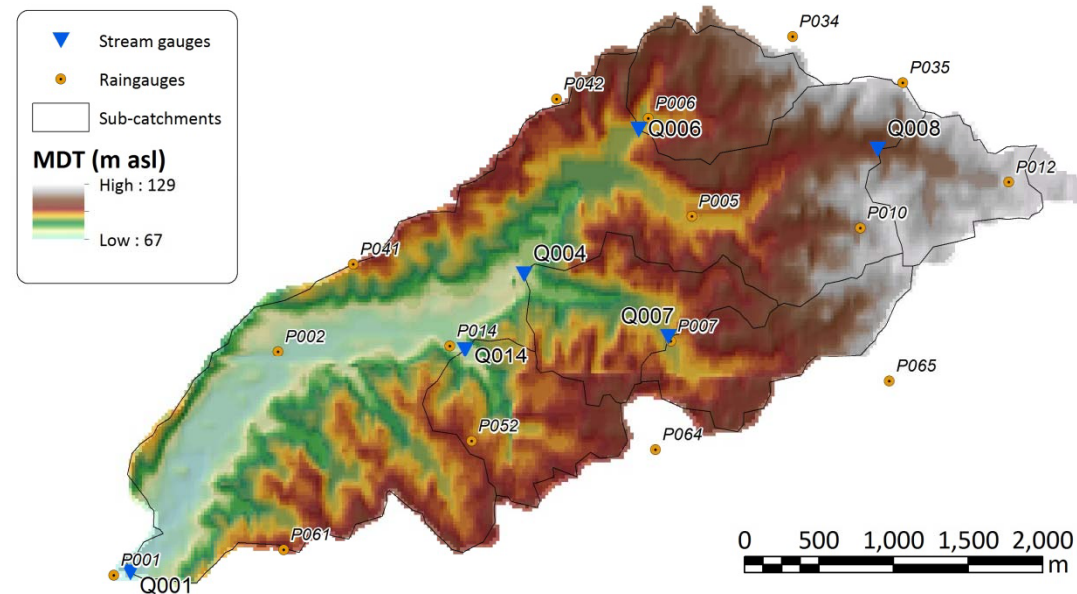 Stream gauges
Raingauges
Sub-catchments
MDT (m asl)
High : 129
Low : 67
P034
P035
P042
P006
Q006
Q008
P012
P005
P010
P041
Q004
P002
P014
Q014
Q007
P007
P065
P052
P064
P061
P001
Q001
0 500 1,000 1,500 2,000
m